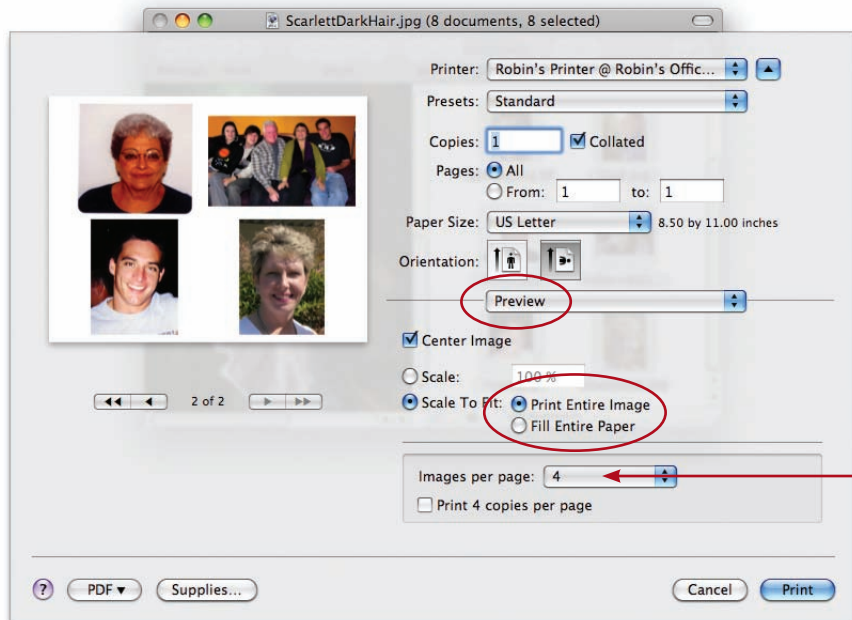 ScarlettDarkHair.jpg (8 documents, 8 selected)
Printer: Robin's Printer @ Robin's Offic...
Presets: Standard
Copies: 1 Collated
Pages: All
From: 1 to: 1
Paper Size: US Letter 8.50 by 11.00 inches
Orientation:
Preview
Center Image
Scale: 100%
2 of 2
Scale To Fit: Print Entire Image
Fill Entire Paper
Images per page: 4
Print 4 copies per page
? PDF▾ Supplies... Cancel Print